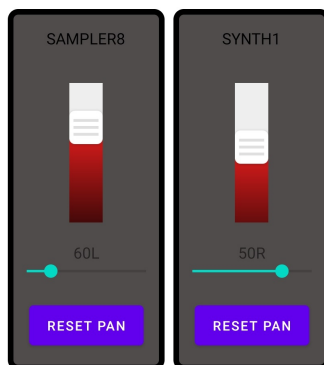 SAMPLER8
60L
RESET PAN
SYNTH1
50R
RESET PAN